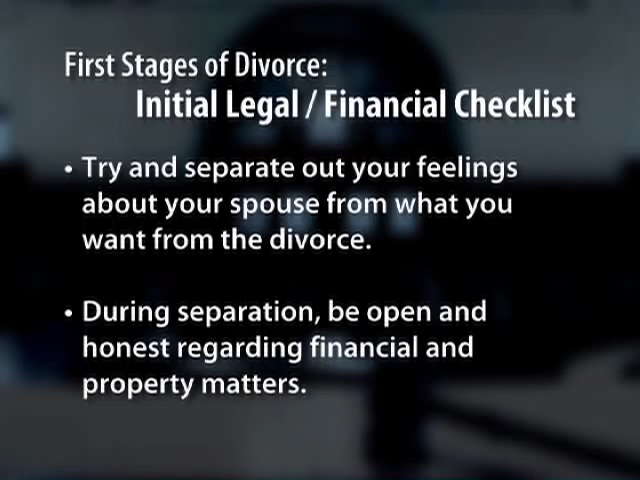 First Stages of Divorce:
Initial Legal / Financial Checklist
• Try and separate out your feelings
about your spouse from what you
want from the divorce.
• During separation, be open and
honest regarding financial and
property matters.